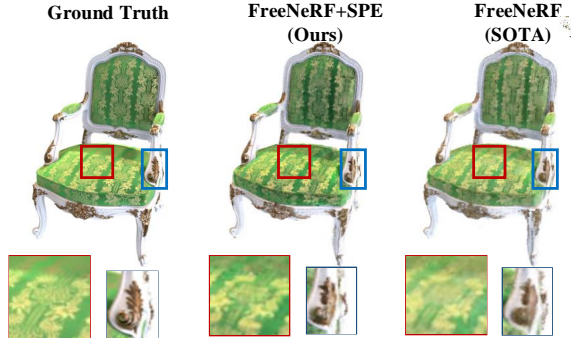 Ground Truth
FreeNeRF+SPE
(Ours)
FreeNeRF
(SOTA)